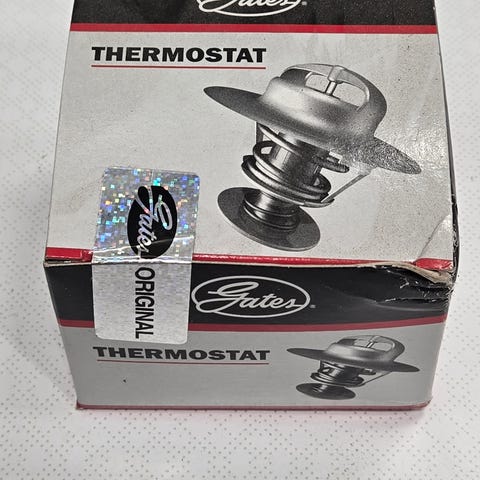 Gates
THERMOSTAT
Gates
ORIGINAL
Gates
THERMOSTAT